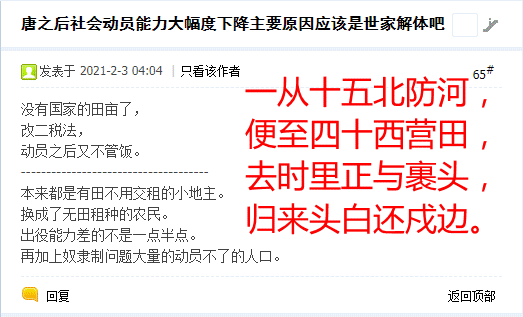 唐之后社会动员能力大幅度下降主要原因应该是世家解体吧
发表于 2021-2-3 04:04 | 只看该作者
65#
没有国家的田亩了，
改二税法，
动员之后又不管饭。
-----------------------------------
本来都是有田不用交租的小地主。
换成了无田租种的农民。
出役能力差的不是一点半点。
再加上奴隶制问题大量的动员不了的人口。
一从十五北防河，
便至四十西营田，
去时里正与裹头，
归来头白还戍边。
回复
返回顶部